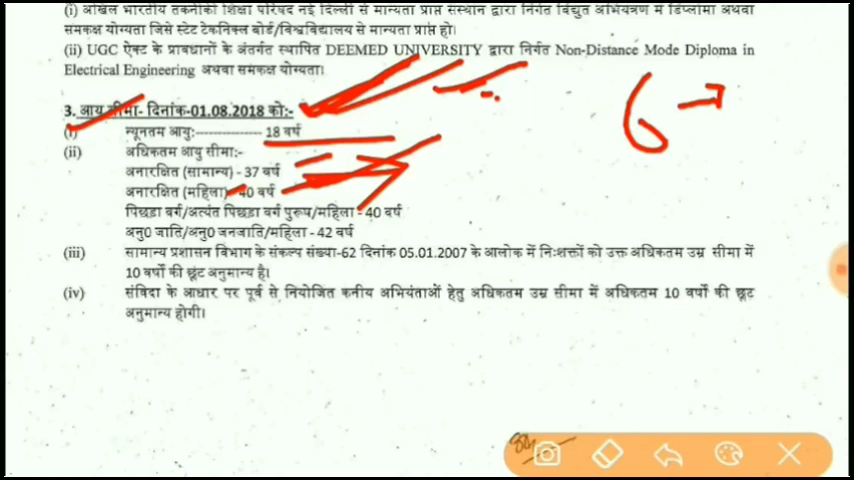 (i) अखिल भारतीय तकनीकी शिक्षा परिषद नई दिल्ली से मान्यता प्राप्त संस्थान द्वारा निर्गत विद्युत अभियंत्रण में डिप्लोमा अथवा
समकक्ष योग्यता जिसे स्टेट टेकनिक्ल बोर्ड/विश्वविद्यालय से मान्यता प्राप्त हो।
(ii) UGC ऐक्ट के प्रावधानों के अंतर्गत स्थापित DEEMED UNIVERSITY द्वारा निर्गत Non-Distance Mode Diploma in
Electrical Engineering अथवा समकक्ष योग्यता।
3. आयु सीमा- दिनांक-01.08.2018 को:-
(i) न्यूनतम आयु:--------------- 18 वर्ष
(ii) अधिकतम आयु सीमा:-
अनारक्षित (सामान्य) - 37 वर्ष
अनारक्षित (महिला) - 40 वर्ष
पिछड़ा वर्ग/अत्यंत पिछड़ा वर्ग पुरूष/महिला - 40 वर्ष
अनु0 जाति/अनु0 जनजाति/महिला - 42 वर्ष
(iii) सामान्य प्रशासन विभाग के संकल्प संख्या-62 दिनांक 05.01.2007 के आलोक में निःशक्तों को उक्त अधिकतम उम्र सीमा में
10 वर्षों की छूंट अनुमान्य है।
(iv) संविदा के आधार पर पूर्व से नियोजित कनीय अभियंताओं हेतु अधिकतम उम्र सीमा में अधिकतम 10 वर्षों की छूट
अनुमान्य होगी।